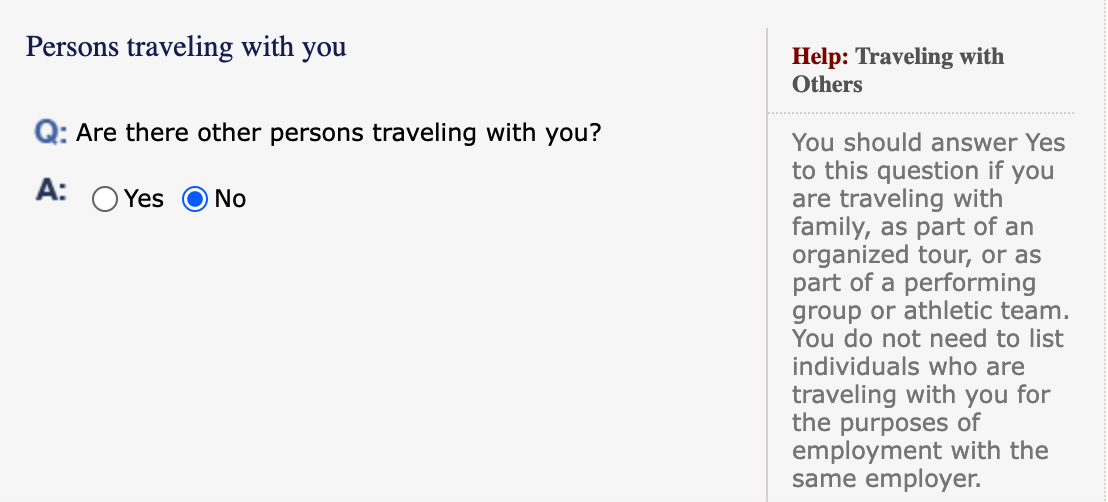 Persons traveling with you
Q: Are there other persons traveling with you?
A: Yes No
Help: Traveling with
Others
You should answer Yes
to this question if you
are traveling with
family, as part of an
organized tour, or as
part of a performing
group or athletic team.
You do not need to list
individuals who are
traveling with you for
the purposes of
employment with the
same employer.